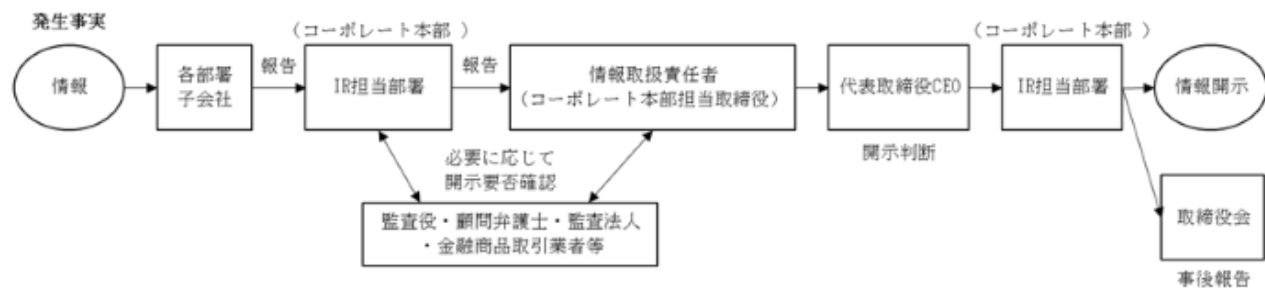 発生事実
(コーポレート本部 )
(コーポレート本部 )
情報
各部署
子会社
報告
IR担当部署
報告
情報取扱責任者
(コーポレート本部担当取締役)
代表取締役CEO
IR担当部署
情報開示
開示判断
必要に応じて
開示要否確認
監査役・顧問弁護士・監査法人
・金融商品取引業者等
取締役会
事後報告